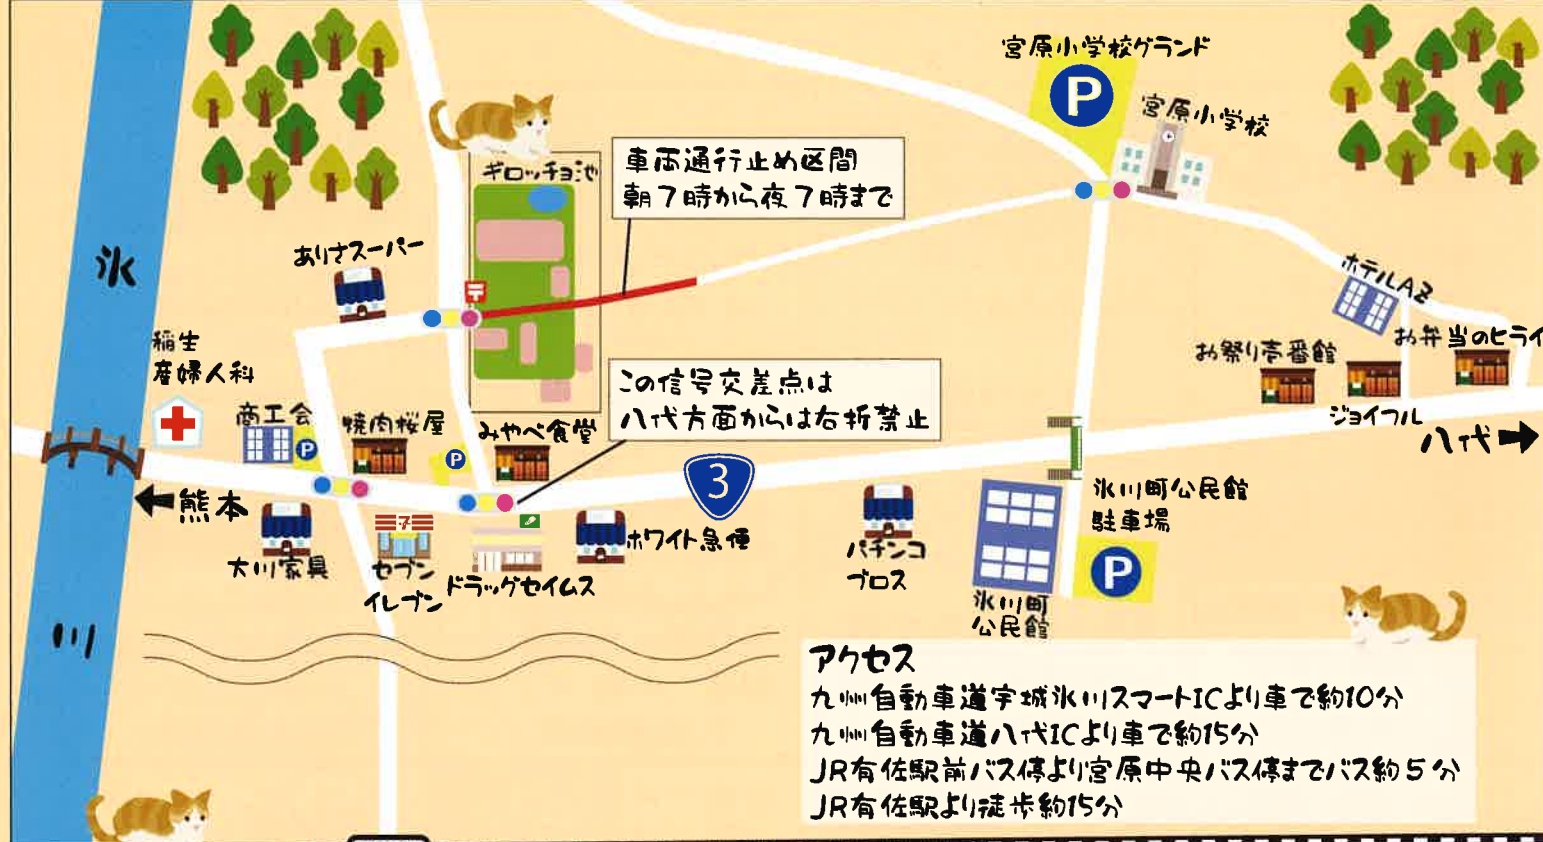 宮原小学校グランド
P
宮原小学校
ギロッチョ池
車両通行止め区間
朝7時から夜7時まで
氷
川
ありさスーパー
〒
ホテルAZ
稲生
産婦人科
お弁当のヒライ
お祭り壱番館
この信号交差点は
八代方面からは右折禁止
商工会
P
焼肉桜屋
P
みやべ食堂
ジョイフル
八代
3
熊本
大川家具
7
セブン
イレブン
ドラッグセイムス
ホワイト急便
パチンコ
ブロス
氷川町公民館
駐車場
P
氷川町
公民館
アクセス
九州自動車道宇城氷川スマートICより車で約10分
九州自動車道八代ICより車で約15分
JR有佐駅前バス停より宮原中央バス停までバス約5分
JR有佐駅より徒歩約15分